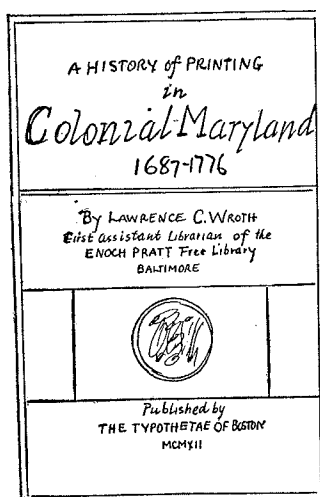 A HISTORY of PRINTING
in
Colonial Maryland
1687-1776
By LAWRENCE C. WROTH
First Assistant Librarian of the
ENOCH PRATT Free Library
BALTIMORE
Published by
THE TYPOTHETAE OF BOSTON
MCMXII